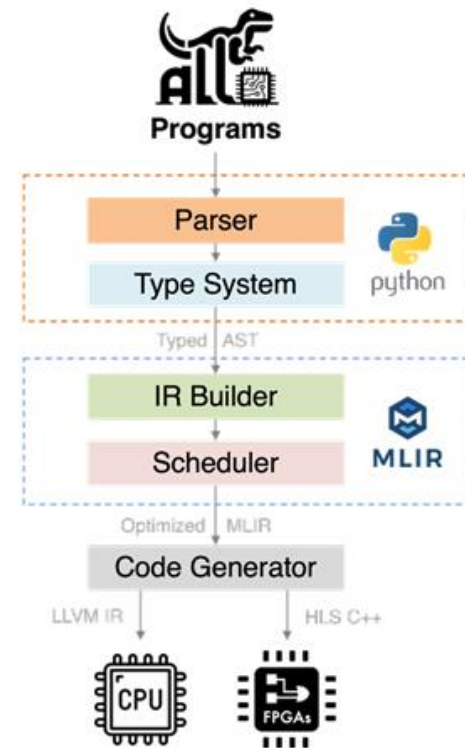 ALLO
Programs
Parser
python
Type System
Typed AST
IR Builder
MLIR
Scheduler
Optimized MLIR
Code Generator
LLVM IR
HLS C++
CPU
FPGAs